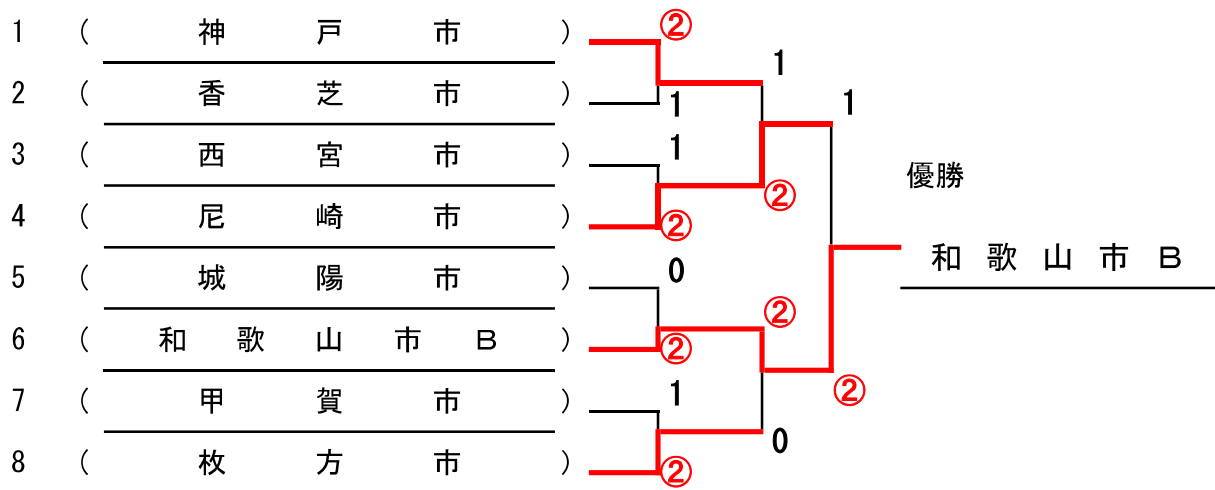 1 ( 神戸市 ) ②
1
2 ( 香芝市 ) 1
1
3 ( 西宮市 ) 1
優勝
②
4 ( 尼崎市 ) ②
和歌山市B
5 ( 城陽市 ) 0
②
6 ( 和歌山市B ) ②
②
7 ( 甲賀市 ) 1
0
8 ( 枚方市 ) ②